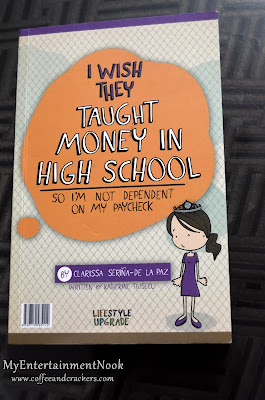 I WISH
THEY
TAUGHT
MONEY IN
HIGH SCHOOL
SO I'M NOT DEPENDENT
ON MY PAYCHECK
BY CLARISSA SERIÑA-DE LA PAZ
LIFESTYLE
UPGRADE
MyEntertainmentNook
www.coffeeandcrackers.com